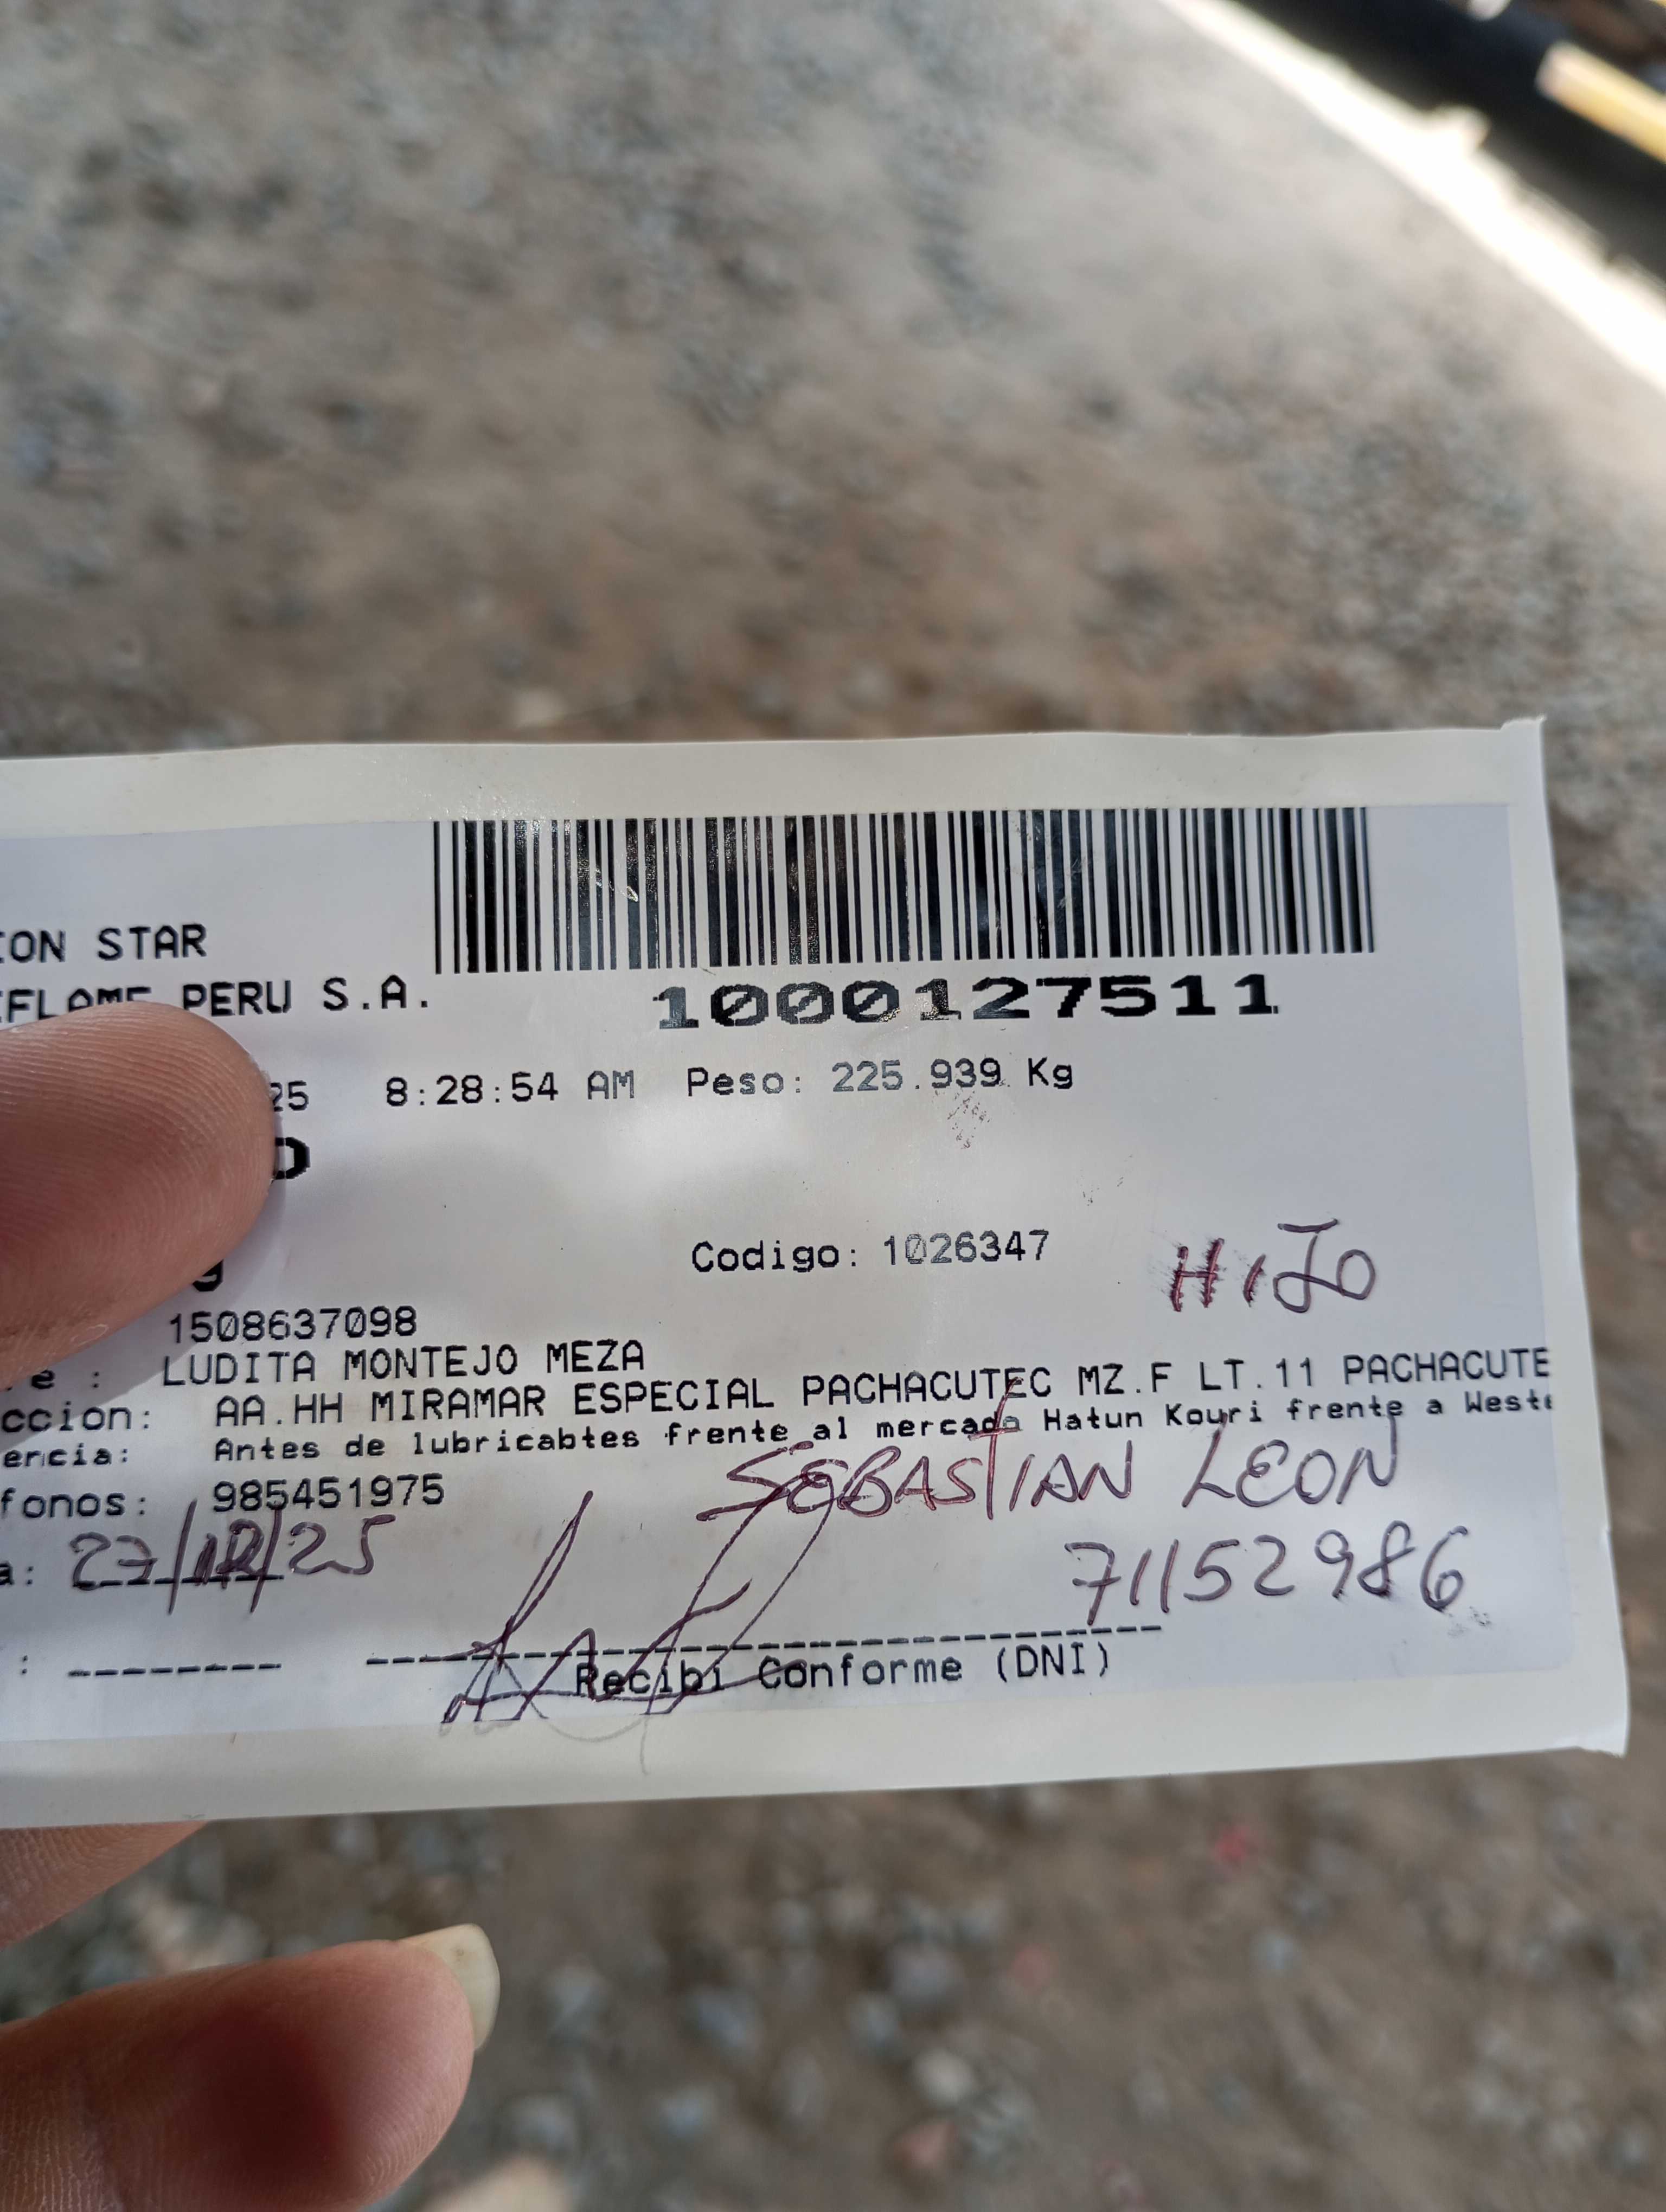 ION STAR
IFLAME PERU S.A.
1000127511
25 8:28:54 AM Peso: 225.939 Kg
O
g
Codigo: 1026347
HIJO
1508637098
e : LUDITA MONTEJO MEZA
ccion: AA.HH MIRAMAR ESPECIAL PACHACUTEC MZ.F LT.11 PACHACUTE
encia: Antes de lubricabtes frente al mercado Hatun Kouri frente a Weste
fonos: 985451975
SEBASTIAN LEON
a: 27/12/25
71152986
:
Recibi Conforme (DNI)